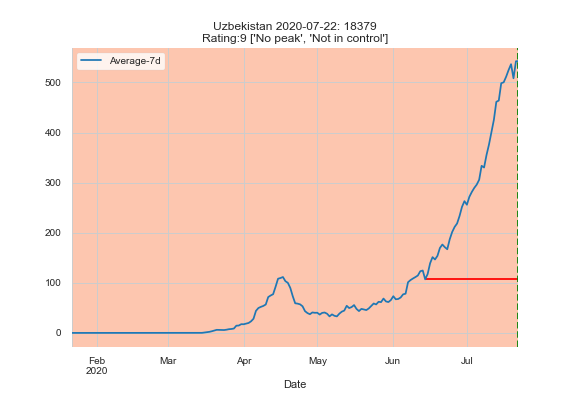 Uzbekistan 2020-07-22: 18379
Rating:9 ['No peak', 'Not in control']
Average-7d
500
400
300
200
100
0
Feb Mar Apr May Jun Jul
2020
Date